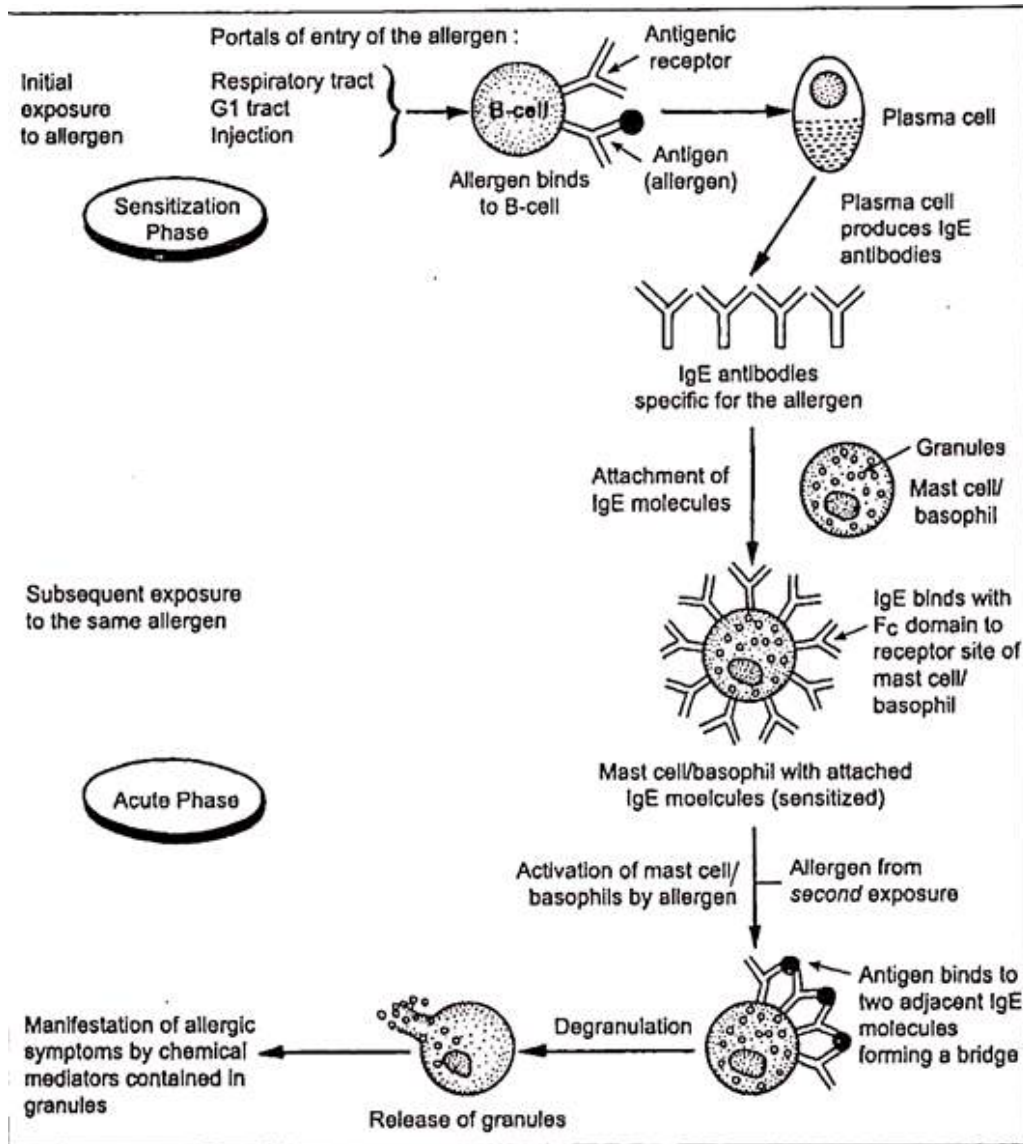 Portals of entry of the allergen :
Initial
exposure
to allergen
Respiratory tract
G1 tract
Injection
B-cell
Antigenic
receptor
Antigen
(allergen)
Allergen binds
to B-cell
Plasma cell
Sensitization
Phase
Plasma cell
produces IgE
antibodies
IgE antibodies
specific for the allergen
Attachment of
IgE molecules
Granules
Mast cell/
basophil
Subsequent exposure
to the same allergen
IgE binds with
Fc domain to
receptor site of
mast cell/
basophil
Mast cell/basophil with attached
IgE moelcules (sensitized)
Acute Phase
Activation of mast cell/
basophils by allergen
Allergen from
second exposure
Antigen binds to
two adjacent IgE
molecules
forming a bridge
Degranulation
Release of granules
Manifestation of allergic
symptoms by chemical
mediators contained in
granules